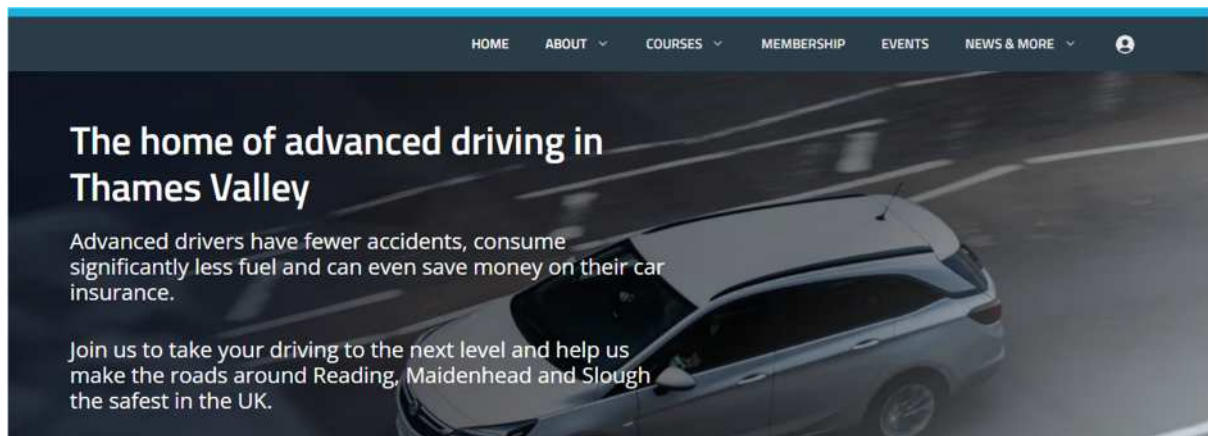 HOME ABOUT COURSES MEMBERSHIP EVENTS NEWS & MORE
The home of advanced driving in
Thames Valley
Advanced drivers have fewer accidents, consume
significantly less fuel and can even save money on their car
insurance.
Join us to take your driving to the next level and help us
make the roads around Reading, Maidenhead and Slough
the safest in the UK.